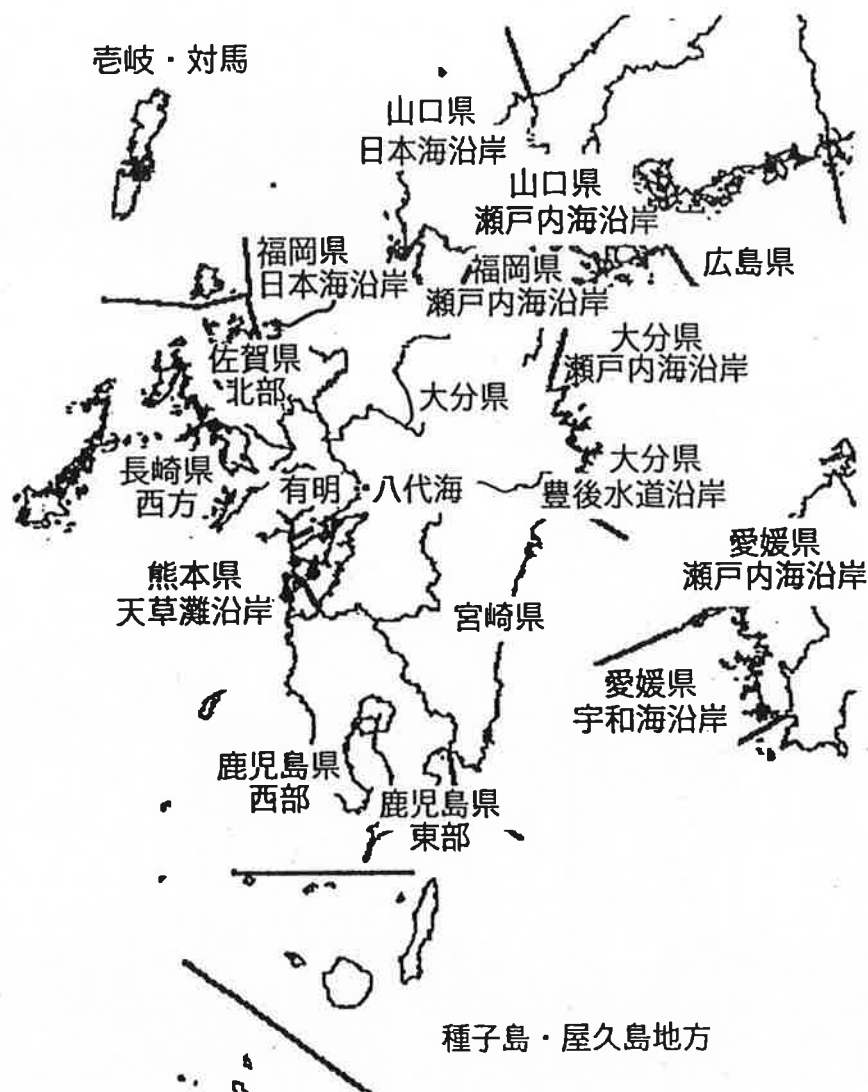 壱岐・対馬
山口県
日本海沿岸
山口県
瀬戸内海沿岸
福岡県
日本海沿岸
福岡県
瀬戸内海沿岸
広島県
佐賀県
北部
大分県
瀬戸内海沿岸
大分県
長崎県
西方
有明・八代海
大分県
豊後水道沿岸
熊本県
天草灘沿岸
宮崎県
愛媛県
瀬戸内海沿岸
愛媛県
宇和海沿岸
鹿児島県
西部
鹿児島県
東部
種子島・屋久島地方